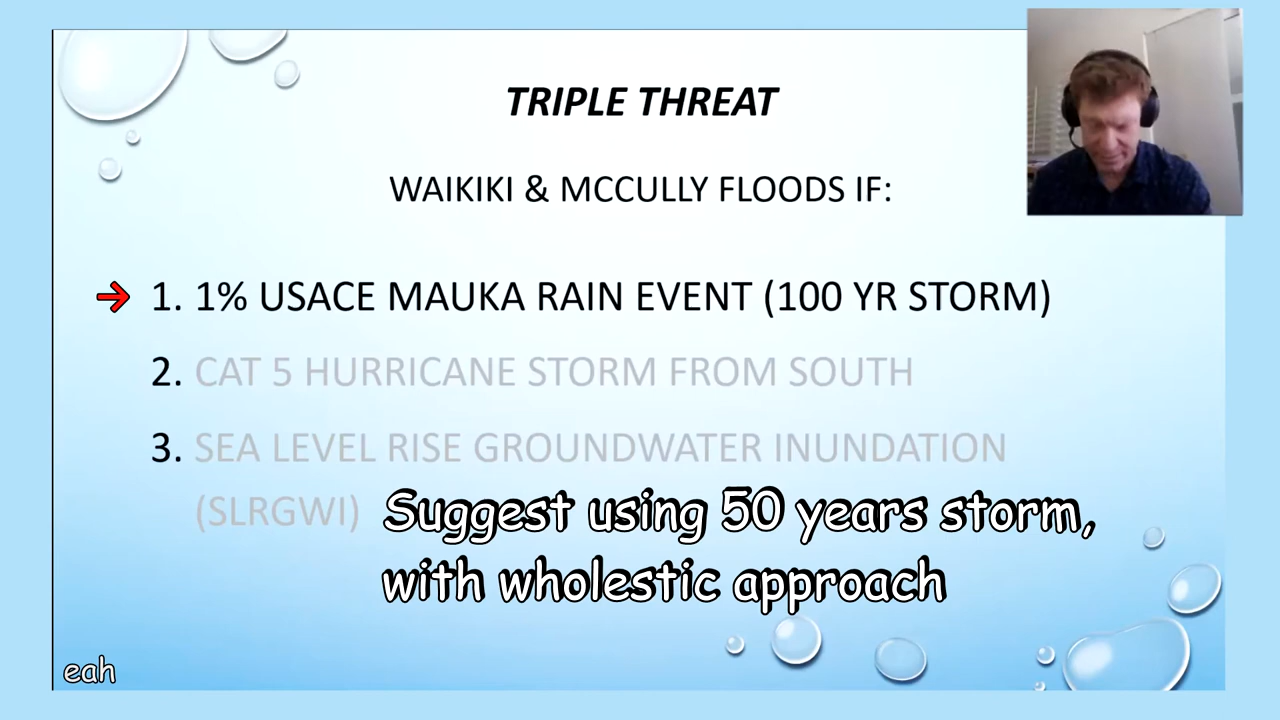 TRIPLE THREAT
WAIKIKI & MCCULLY FLOODS IF:
1. 1% USACE MAUKA RAIN EVENT (100 YR STORM)
2. CAT 5 HURRICANE STORM FROM SOUTH
3. SEA LEVEL RISE GROUNDWATER INUNDATION
(SLRGWI)
Suggest using 50 years storm,
with wholestic approach
eah